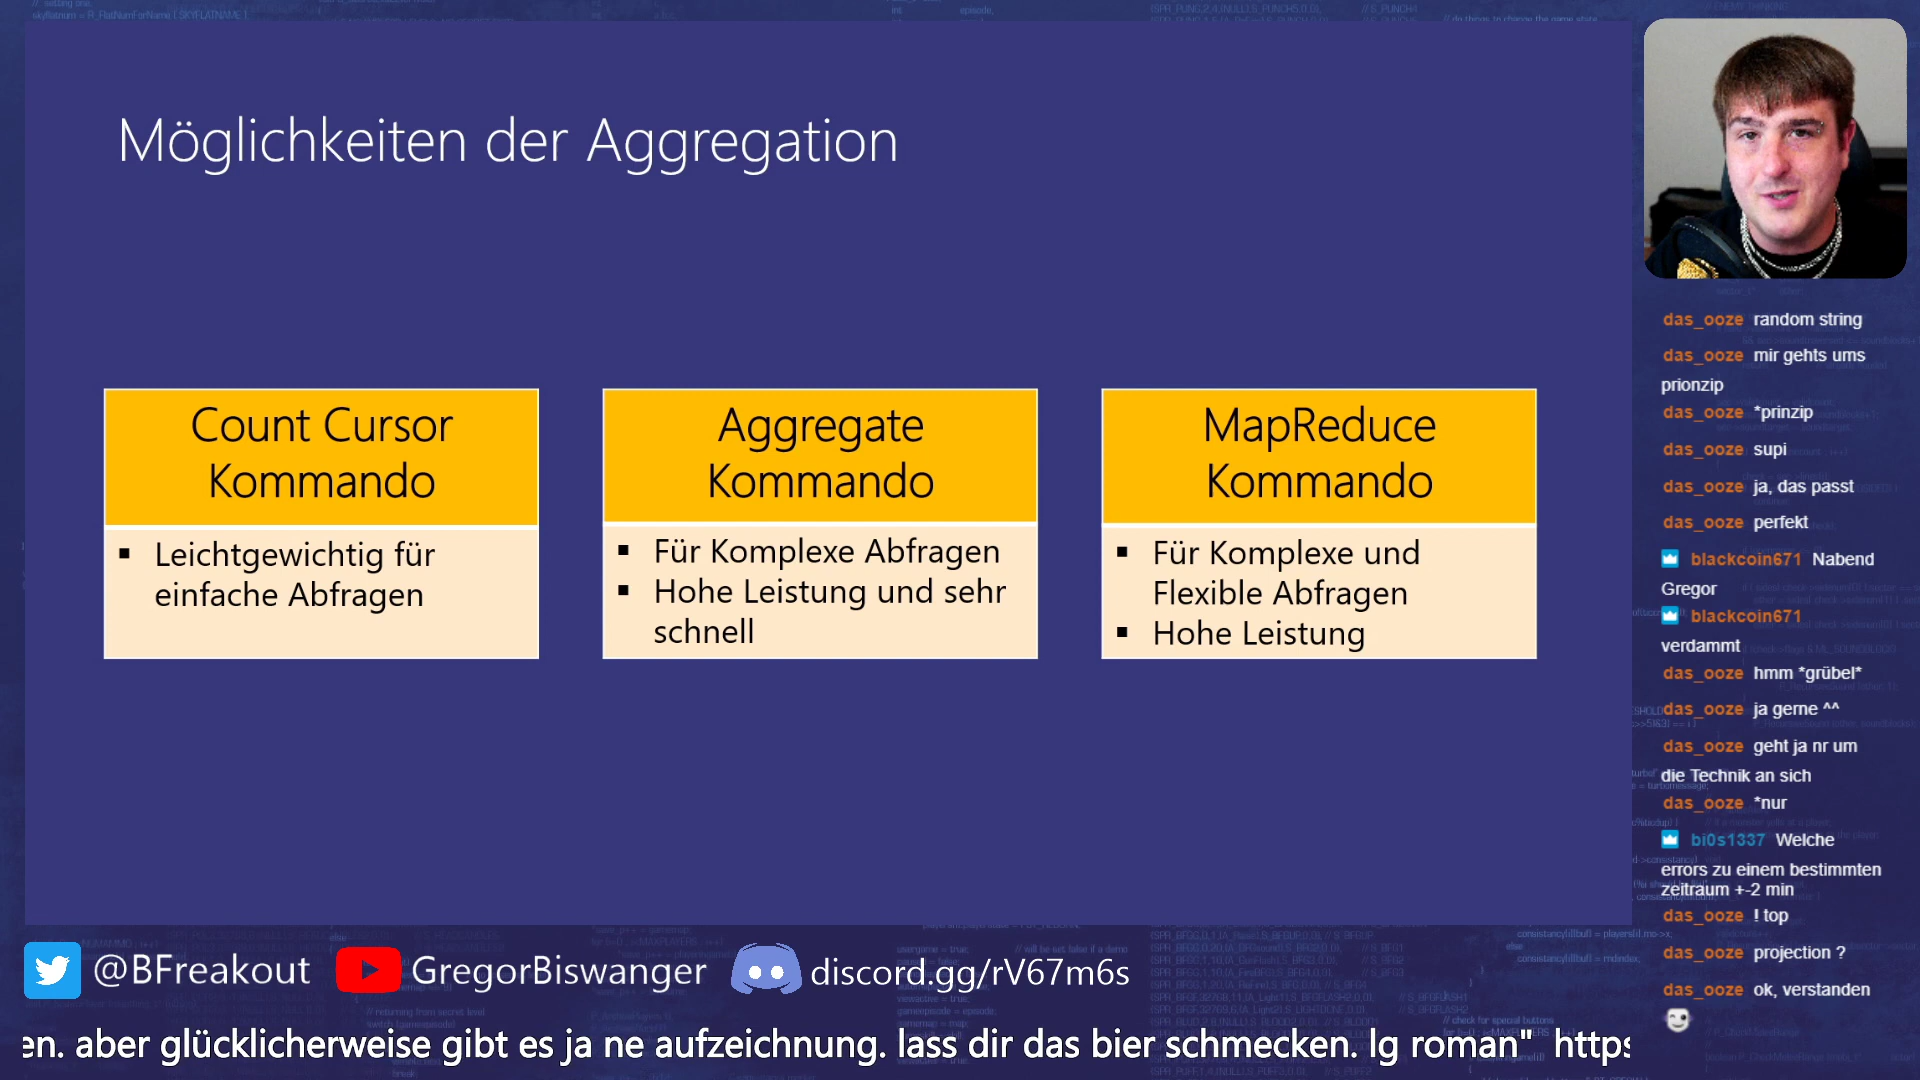 Möglichkeiten der Aggregation
Count Cursor
Kommando
▪ Leichtgewichtig für
einfache Abfragen
Aggregate
Kommando
▪ Für Komplexe Abfragen
▪ Hohe Leistung und sehr
schnell
MapReduce
Kommando
▪ Für Komplexe und
Flexible Abfragen
▪ Hohe Leistung
das_ooze random string
das_ooze mir gehts ums
prionzip
das_ooze *prinzip
das_ooze supi
das_ooze ja, das passt
das_ooze perfekt
blackcoin671 Nabend
Gregor
blackcoin671
verdammt
das_ooze hmm *grübel*
das_ooze ja gerne ^^
das_ooze geht ja nr um
die Technik an sich
das_ooze *nur
bi0s1337 Welche
errors zu einem bestimmten
zeitraum +-2 min
das_ooze ! top
das_ooze projection ?
das_ooze ok, verstanden
@BFreakout GregorBiswanger discord.gg/rV67m6s
en. aber glücklicherweise gibt es ja ne aufzeichnung. lass dir das bier schmecken. lg roman" https